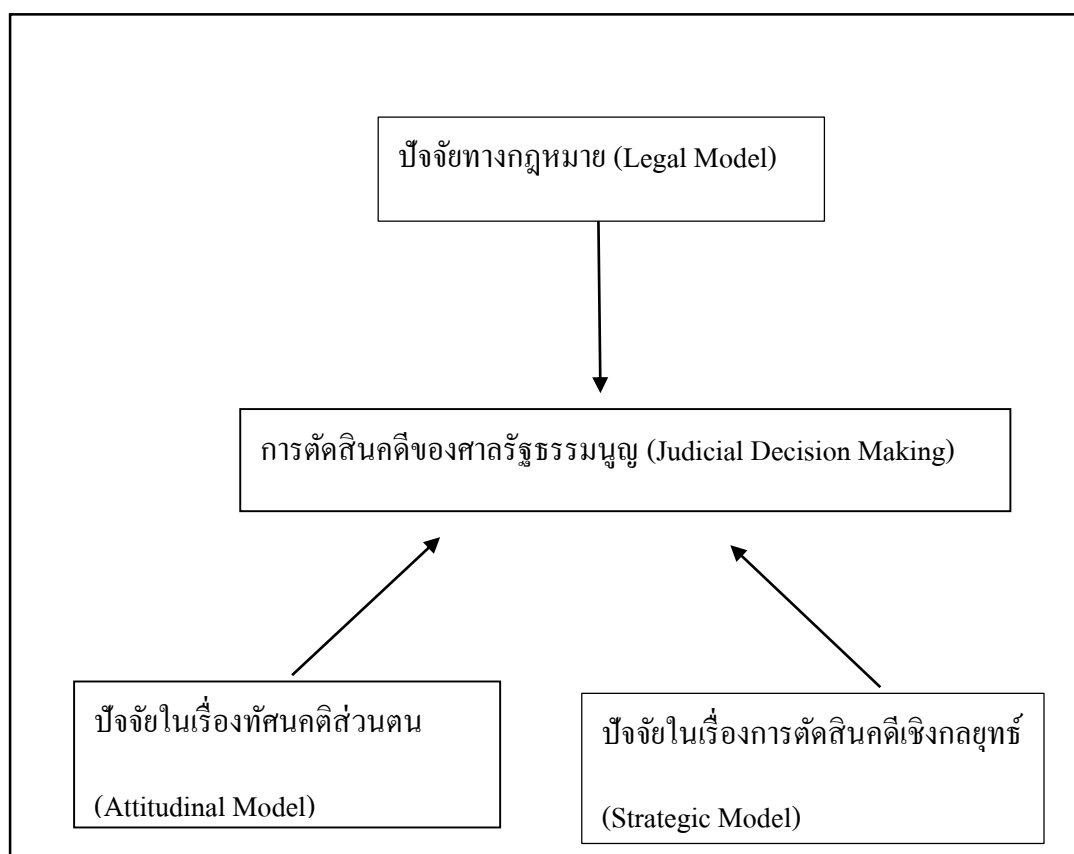 ปัจจัยทางกฎหมาย (Legal Model)
การตัดสินคดีของศาลรัฐธรรมนูญ (Judicial Decision Making)
ปัจจัยในเรื่องทัศนคติส่วนตน
(Attitudinal Model)
ปัจจัยในเรื่องการตัดสินคดีเชิงกลยุทธ์
(Strategic Model)